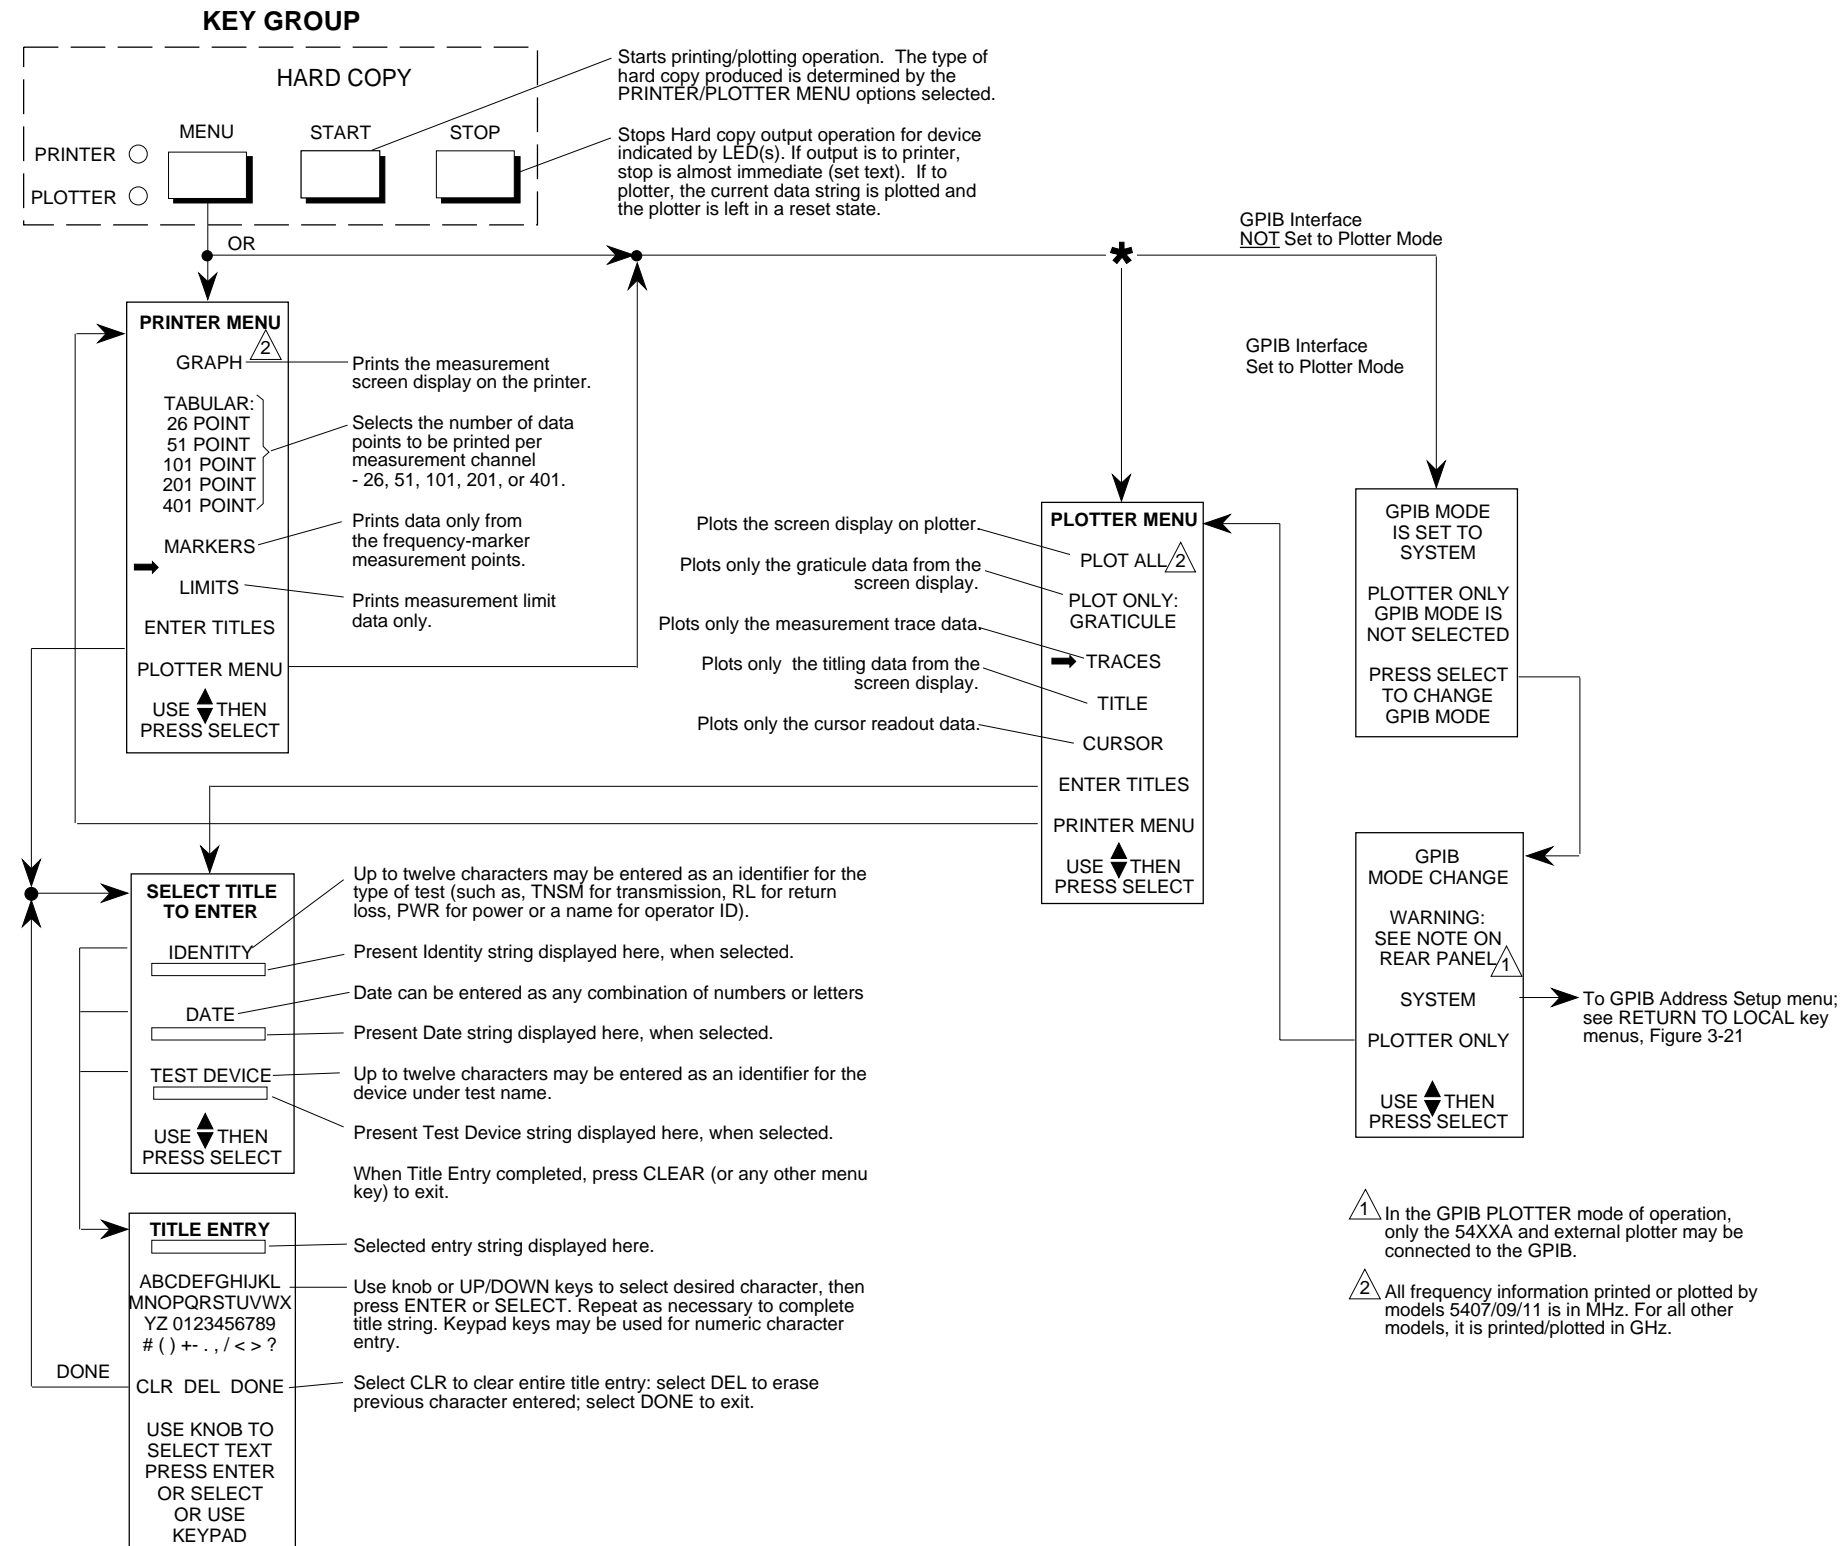 KEY GROUP
HARD COPY
MENU
START
STOP
PRINTER
PLOTTER
Starts printing/plotting operation. The type of
hard copy produced is determined by the
PRINTER/PLOTTER MENU options selected.
Stops Hard copy output operation for device
indicated by LED(s). If output is to printer,
stop is almost immediate (set text). If to
plotter, the current data string is plotted and
the plotter is left in a reset state.
OR
*
GPIB Interface
NOT Set to Plotter Mode
GPIB Interface
Set to Plotter Mode
PRINTER MENU
2
GRAPH
TABULAR:
26 POINT
51 POINT
101 POINT
201 POINT
401 POINT
MARKERS
LIMITS
ENTER TITLES
PLOTTER MENU
USE THEN
PRESS SELECT
Prints the measurement
screen display on the printer.
Selects the number of data
points to be printed per
measurement channel
- 26, 51, 101, 201, or 401.
Prints data only from
the frequency-marker
measurement points.
Prints measurement limit
data only.
Plots the screen display on plotter.
Plots only the graticule data from the
screen display.
Plots only the measurement trace data.
Plots only the titling data from the
screen display.
Plots only the cursor readout data.
PLOTTER MENU
PLOT ALL 2
PLOT ONLY:
GRATICULE
TRACES
TITLE
CURSOR
ENTER TITLES
PRINTER MENU
USE THEN
PRESS SELECT
GPIB MODE
IS SET TO
SYSTEM
PLOTTER ONLY
GPIB MODE IS
NOT SELECTED
PRESS SELECT
TO CHANGE
GPIB MODE
GPIB
MODE CHANGE
WARNING:
SEE NOTE ON
REAR PANEL 1
SYSTEM
PLOTTER ONLY
USE THEN
PRESS SELECT
To GPIB Address Setup menu;
see RETURN TO LOCAL key
menus, Figure 3-21
SELECT TITLE
TO ENTER
IDENTITY
DATE
TEST DEVICE
USE THEN
PRESS SELECT
Up to twelve characters may be entered as an identifier for the
type of test (such as, TNSM for transmission, RL for return
loss, PWR for power or a name for operator ID).
Present Identity string displayed here, when selected.
Date can be entered as any combination of numbers or letters
Present Date string displayed here, when selected.
Up to twelve characters may be entered as an identifier for the
device under test name.
Present Test Device string displayed here, when selected.
When Title Entry completed, press CLEAR (or any other menu
key) to exit.
TITLE ENTRY
ABCDEFGHIJKL
MNOPQRSTUVWX
YZ 0123456789
# ( ) +- . , / < > ?
CLR DEL DONE
DONE
USE KNOB TO
SELECT TEXT
PRESS ENTER
OR SELECT
OR USE
KEYPAD
Selected entry string displayed here.
Use knob or UP/DOWN keys to select desired character, then
press ENTER or SELECT. Repeat as necessary to complete
title string. Keypad keys may be used for numeric character
entry.
Select CLR to clear entire title entry: select DEL to erase
previous character entered; select DONE to exit.
1 In the GPIB PLOTTER mode of operation,
only the 54XXA and external plotter may be
connected to the GPIB.
2 All frequency information printed or plotted by
models 5407/09/11 is in MHz. For all other
models, it is printed/plotted in GHz.